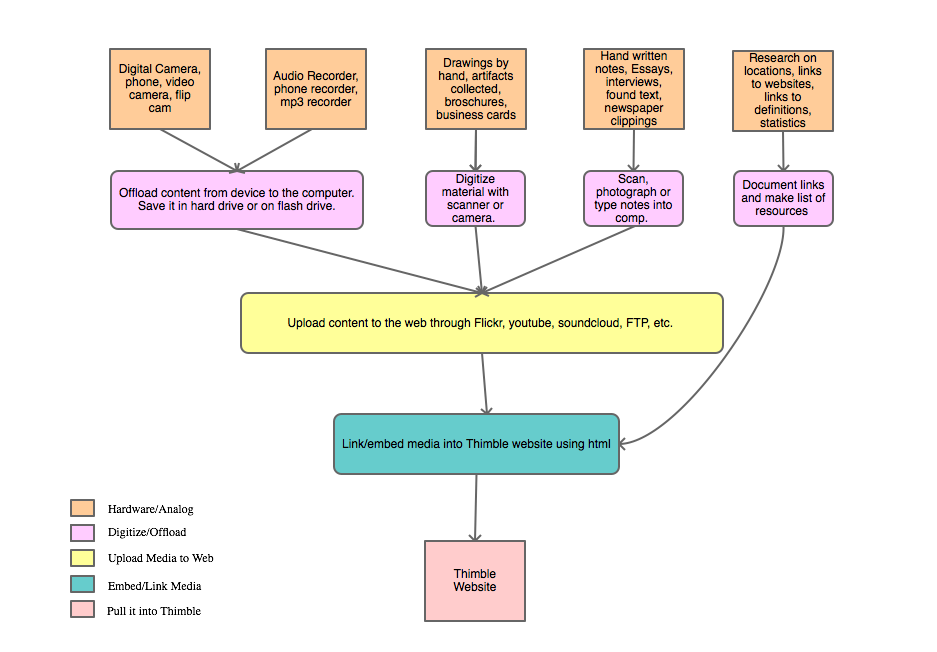 Digital Camera,
phone, video
camera, flip
cam
Audio Recorder,
phone recorder,
mp3 recorder
Drawings by
hand, artifacts
collected,
broschures,
business cards
Hand written
notes, Essays,
interviews,
found text,
newspaper
clippings
Research on
locations, links
to websites,
links to
definitions,
statistics
Offload content from device to the computer.
Save it in hard drive or on flash drive.
Digitize
material with
scanner or
camera.
Scan,
photograph or
type notes into
comp.
Document links
and make list of
resources
Upload content to the web through Flickr, youtube, soundcloud, FTP, etc.
Link/embed media into Thimble website using html
Thimble
Website
Hardware/Analog
Digitize/Offload
Upload Media to Web
Embed/Link Media
Pull it into Thimble